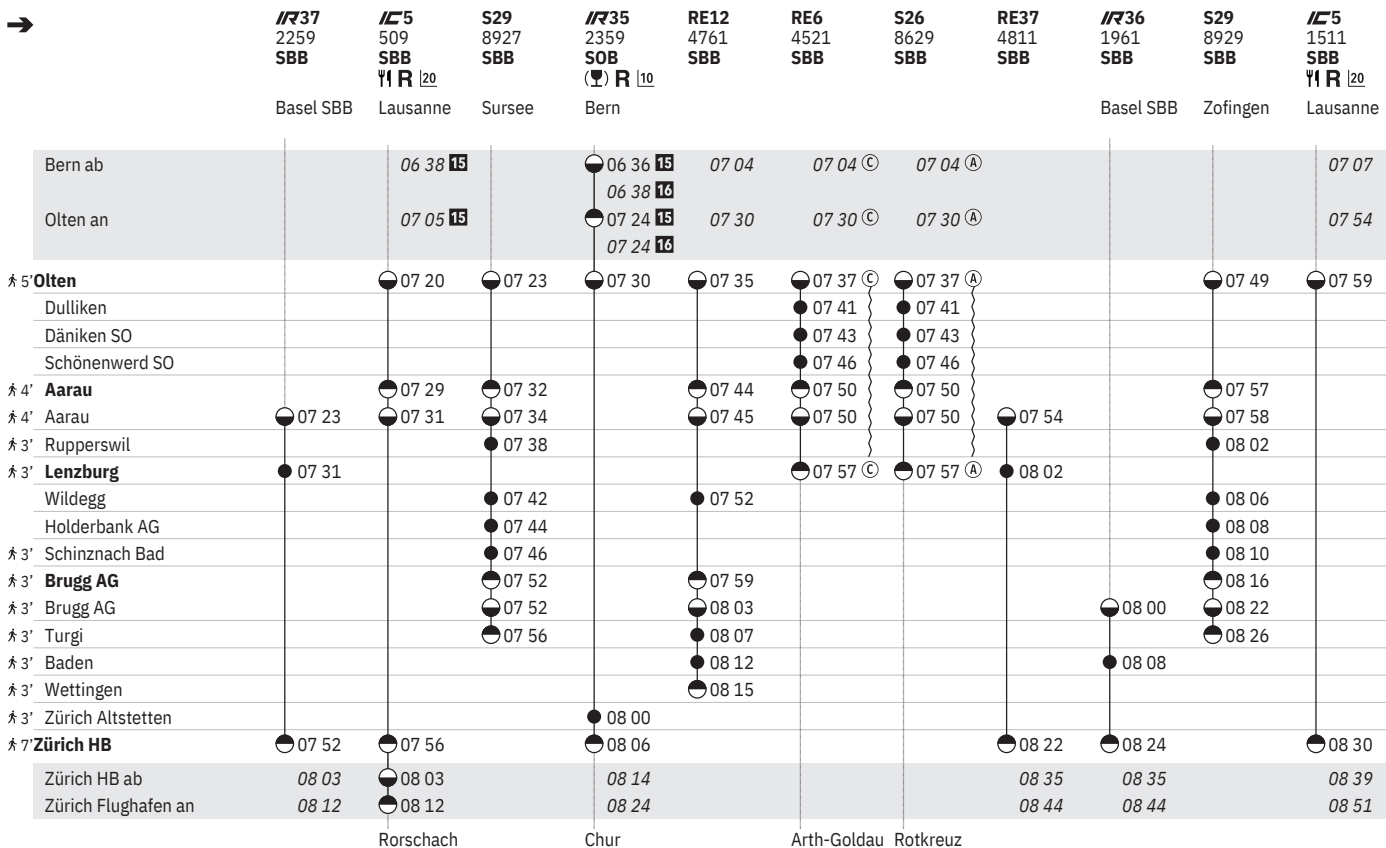 ➔ IR37 IC5 S29 IR35 RE12 RE6 S26 RE37 IR36 S29 IC5
2259 509 8927 2359 4761 4521 8629 4811 1961 8929 1511
SBB SBB SBB SOB SBB SBB SBB SBB SBB SBB SBB
R 20 R 10 R 20
Basel SBB Lausanne Sursee Bern Basel SBB Zofingen Lausanne
Bern ab 06 38 15 06 36 15 07 04 07 04 Ⓒ 07 04 Ⓐ 07 07
06 38 16
Olten an 07 05 15 07 24 15 07 30 07 30 Ⓒ 07 30 Ⓐ 07 54
07 24 16
5’ Olten 07 20 07 23 07 30 07 35 07 37 Ⓒ 07 37 Ⓐ 07 49 07 59
Dulliken 07 41 07 41
Däniken SO 07 43 07 43
Schönenwerd SO 07 46 07 46
4’ Aarau 07 29 07 32 07 44 07 50 07 50 07 57
4’ Aarau 07 23 07 31 07 34 07 45 07 50 07 50 07 54 07 58
3’ Rupperswil 07 38 08 02
3’ Lenzburg 07 31 07 57 Ⓒ 07 57 Ⓐ 08 02
Wildegg 07 42 07 52 08 06
Holderbank AG 07 44 08 08
3’ Schinznach Bad 07 46 08 10
3’ Brugg AG 07 52 07 59 08 16
3’ Brugg AG 07 52 08 03 08 00 08 22
3’ Turgi 07 56 08 07 08 26
3’ Baden 08 12 08 08
3’ Wettingen 08 15
3’ Zürich Altstetten 08 00
7’ Zürich HB 07 52 07 56 08 06 08 22 08 24 08 30
Zürich HB ab 08 03 08 03 08 14 08 35 08 35 08 39
Zürich Flughafen an 08 12 08 12 08 24 08 44 08 44 08 51
Rorschach Chur Arth-Goldau Rotkreuz